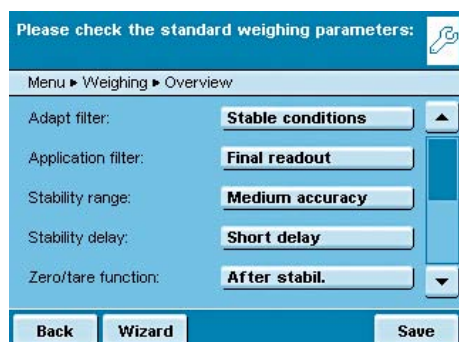 Please check the standard weighing parameters:
Menu ▸ Weighing ▸ Overview
Adapt filter: Stable conditions
Application filter: Final readout
Stability range: Medium accuracy
Stability delay: Short delay
Zero/tare function: After stabil.
Back Wizard Save